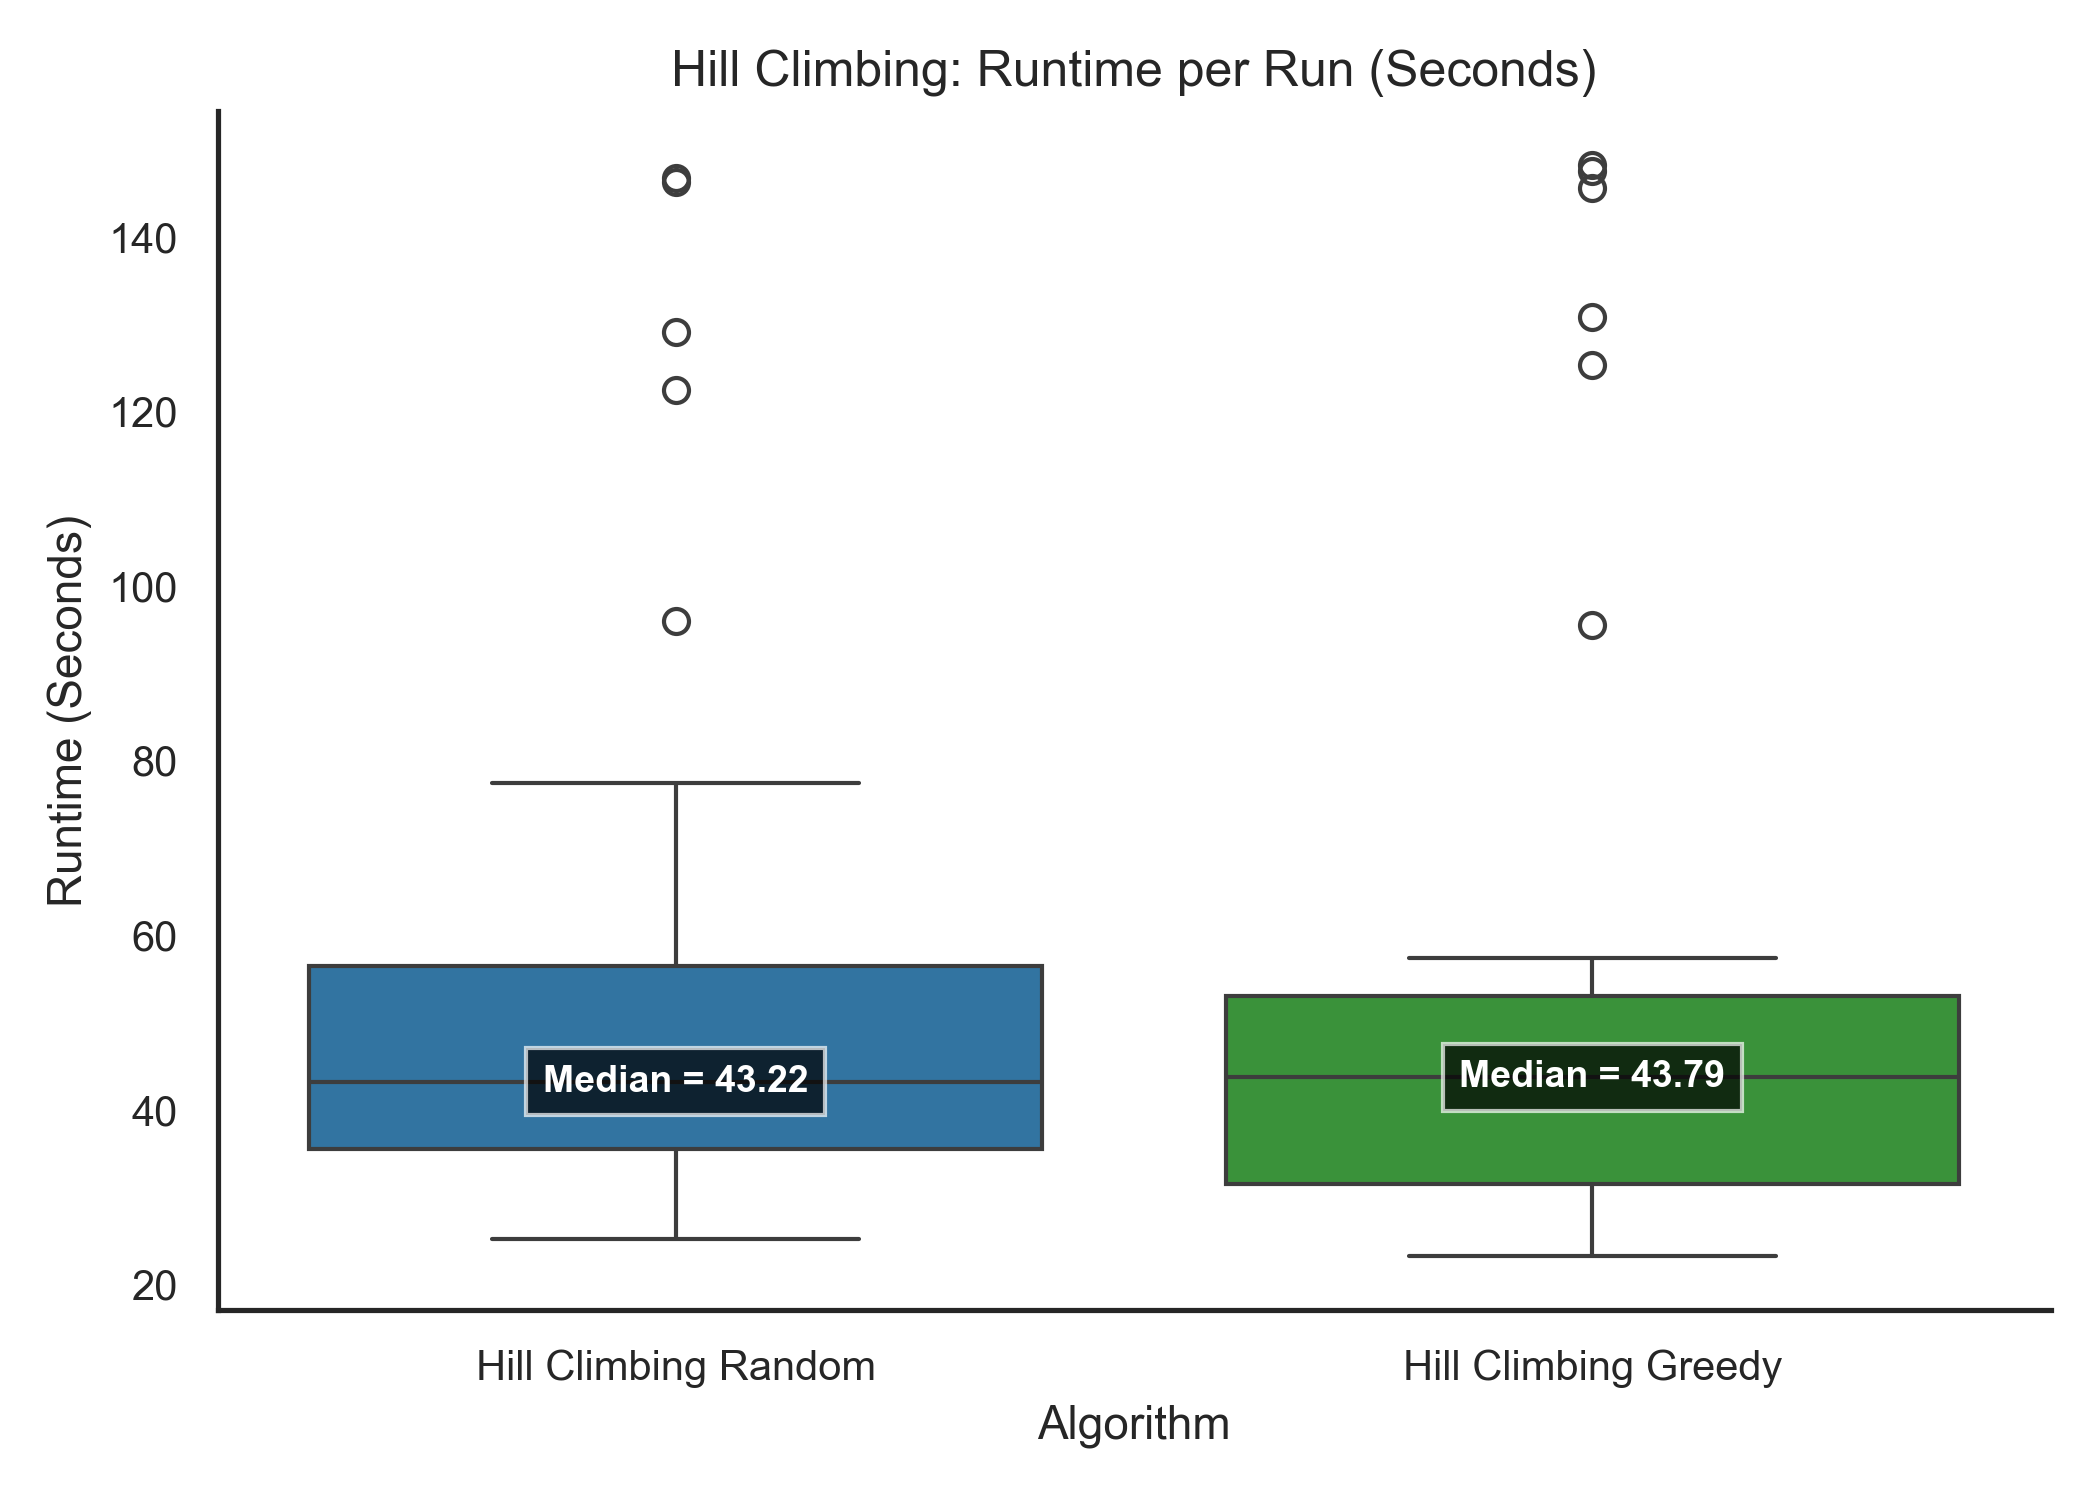 Hill Climbing: Runtime per Run (Seconds)
Runtime (Seconds)
140
120
100
80
60
40
20
Median = 43.22
Median = 43.79
Hill Climbing Random
Hill Climbing Greedy
Algorithm